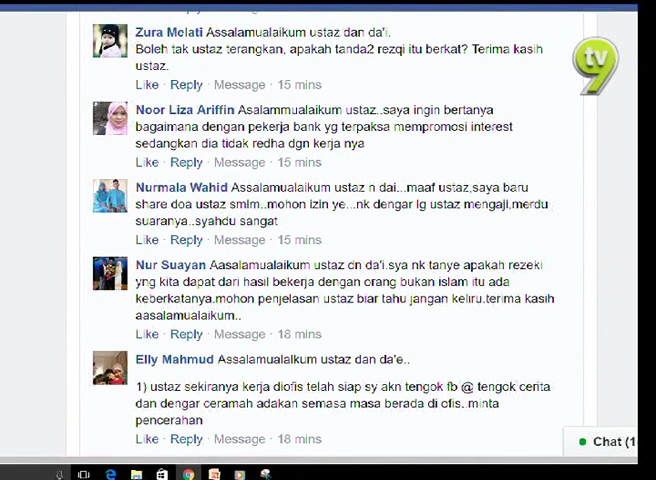 Zura Melati Assalamualaikum ustaz dan da'i.
Boleh tak ustaz terangkan, apakah tanda2 rezqi itu berkat? Terima kasih
ustaz.
Like · Reply · Message · 15 mins
tv
9
Noor Liza Ariffin Asalammualaikum ustaz..saya ingin bertanya
bagaimana dengan pekerja bank yg terpaksa mempromosi interest
sedangkan dia tidak redha dgn kerja nya
Like · Reply · Message · 15 mins
Nurmala Wahid Assalamualaikum ustaz n dai...maaf ustaz,saya baru
share doa ustaz smlm..mohon izin ye...nk dengar lg ustaz mengaji,merdu
suaranya..syahdu sangat
Like · Reply · Message · 15 mins
Nur Suayan Aasalamualaikum ustaz dn da'i.sya nk tanye apakah rezeki
yng kita dapat dari hasil bekerja dengan orang bukan islam itu ada
keberkatanya.mohon penjelasan ustaz biar tahu jangan keliru.terima kasih
aasalamualaikum..
Like · Reply · Message · 18 mins
Elly Mahmud Assalamualaikum ustaz dan da'e..
1) ustaz sekiranya kerja diofis telah siap sy akn tengok fb @ tengok cerita
dan dengar ceramah adakan semasa masa berada di ofis..minta
pencerahan
Like · Reply · Message · 18 mins
Chat (1